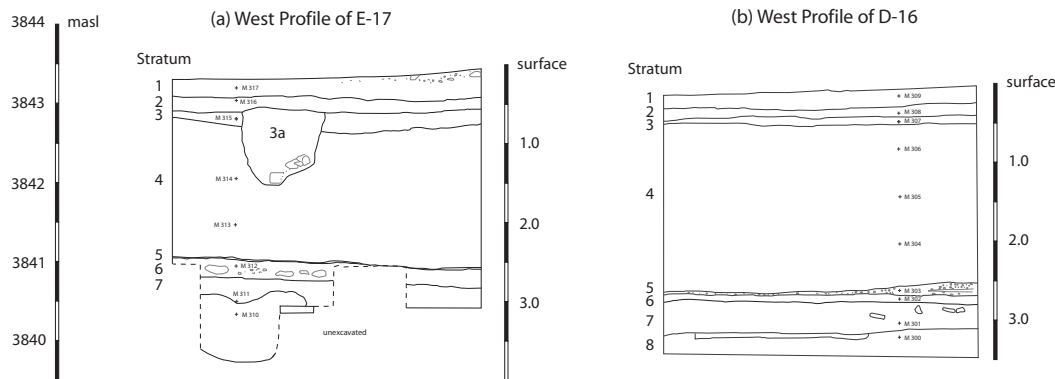 (a) West Profile of E-17
(b) West Profile of D-16
3844
masl
3843
3842
3841
3840
Stratum
1
2
3
4
5
6
7
M 317
M 316
M 315
3a
M 314
M 313
M 312
M 311
M 310
unexcavated
surface
1.0
2.0
3.0
Stratum
1
2
3
4
5
6
7
8
M 309
M 308
M 307
M 306
M 305
M 304
M 303
M 302
M 301
M 300
surface
1.0
2.0
3.0